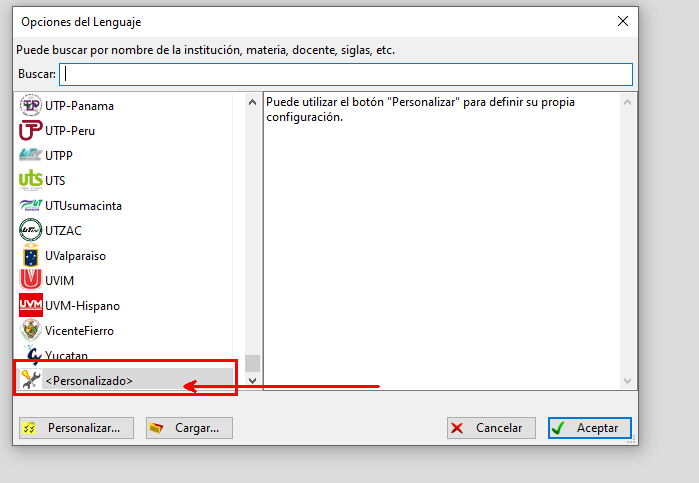 Opciones del Lenguaje
Puede buscar por nombre de la institución, materia, docente, siglas, etc.
Buscar:
UTP-Panama
UTP-Peru
UTPP
UTS
UTUsumacinta
UTZAC
UValparaiso
UVIM
UVM-Hispano
VicenteFierro
Yucatan
<Personalizado>
Puede utilizar el botón "Personalizar" para definir su propia
configuración.
Personalizar...
Cargar...
Cancelar
Aceptar